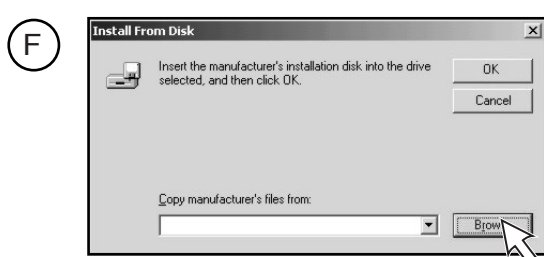 F
Install From Disk
Insert the manufacturer's installation disk into the drive
selected, and then click OK.
OK
Cancel
Copy manufacturer's files from:
Brow